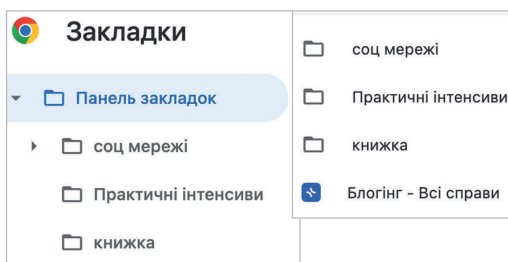 Закладки
Панель закладок
соц мережі
Практичні інтенсиви
книжка
соц мережі
Практичні інтенсиви
книжка
Блогінг - Всі справи